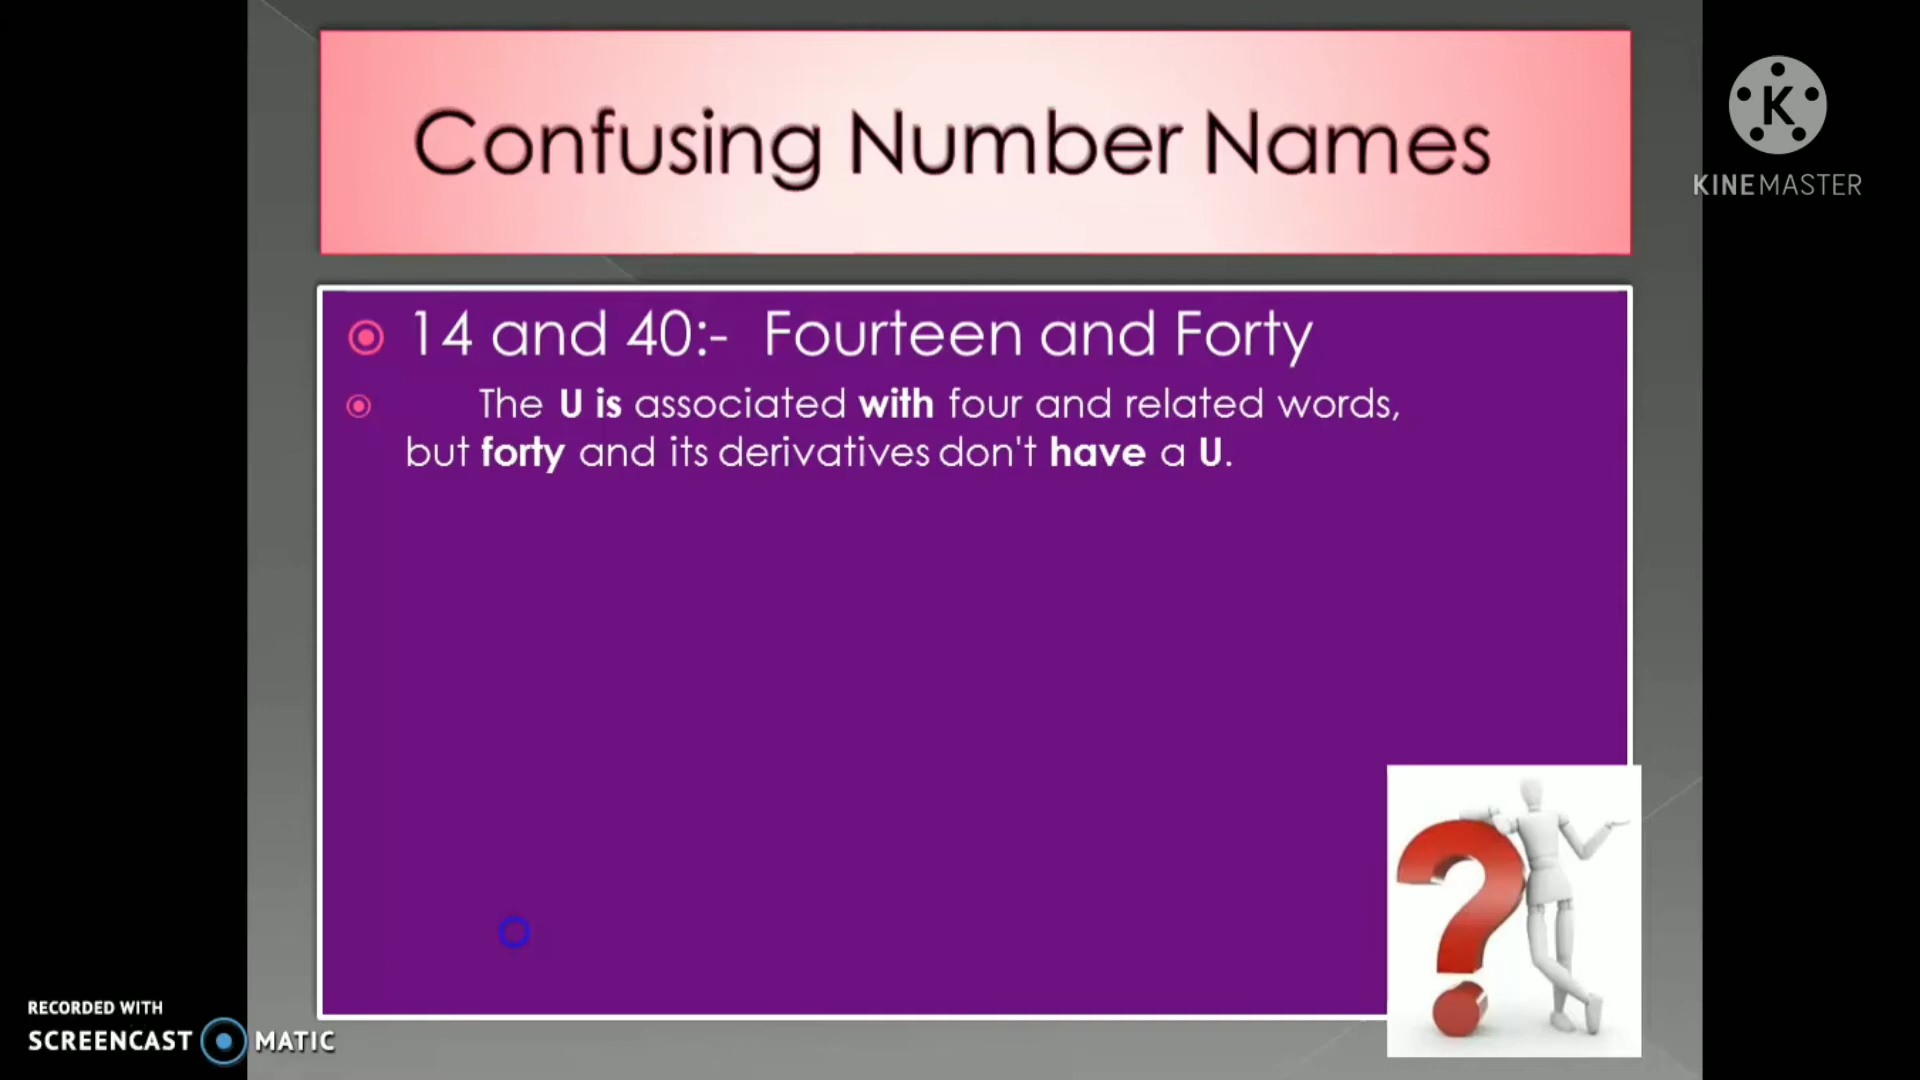 Confusing Number Names
K
KINEMASTER
14 and 40:- Fourteen and Forty
The U is associated with four and related words,
but forty and its derivatives don't have a U.
RECORDED WITH
SCREENCAST MATIC